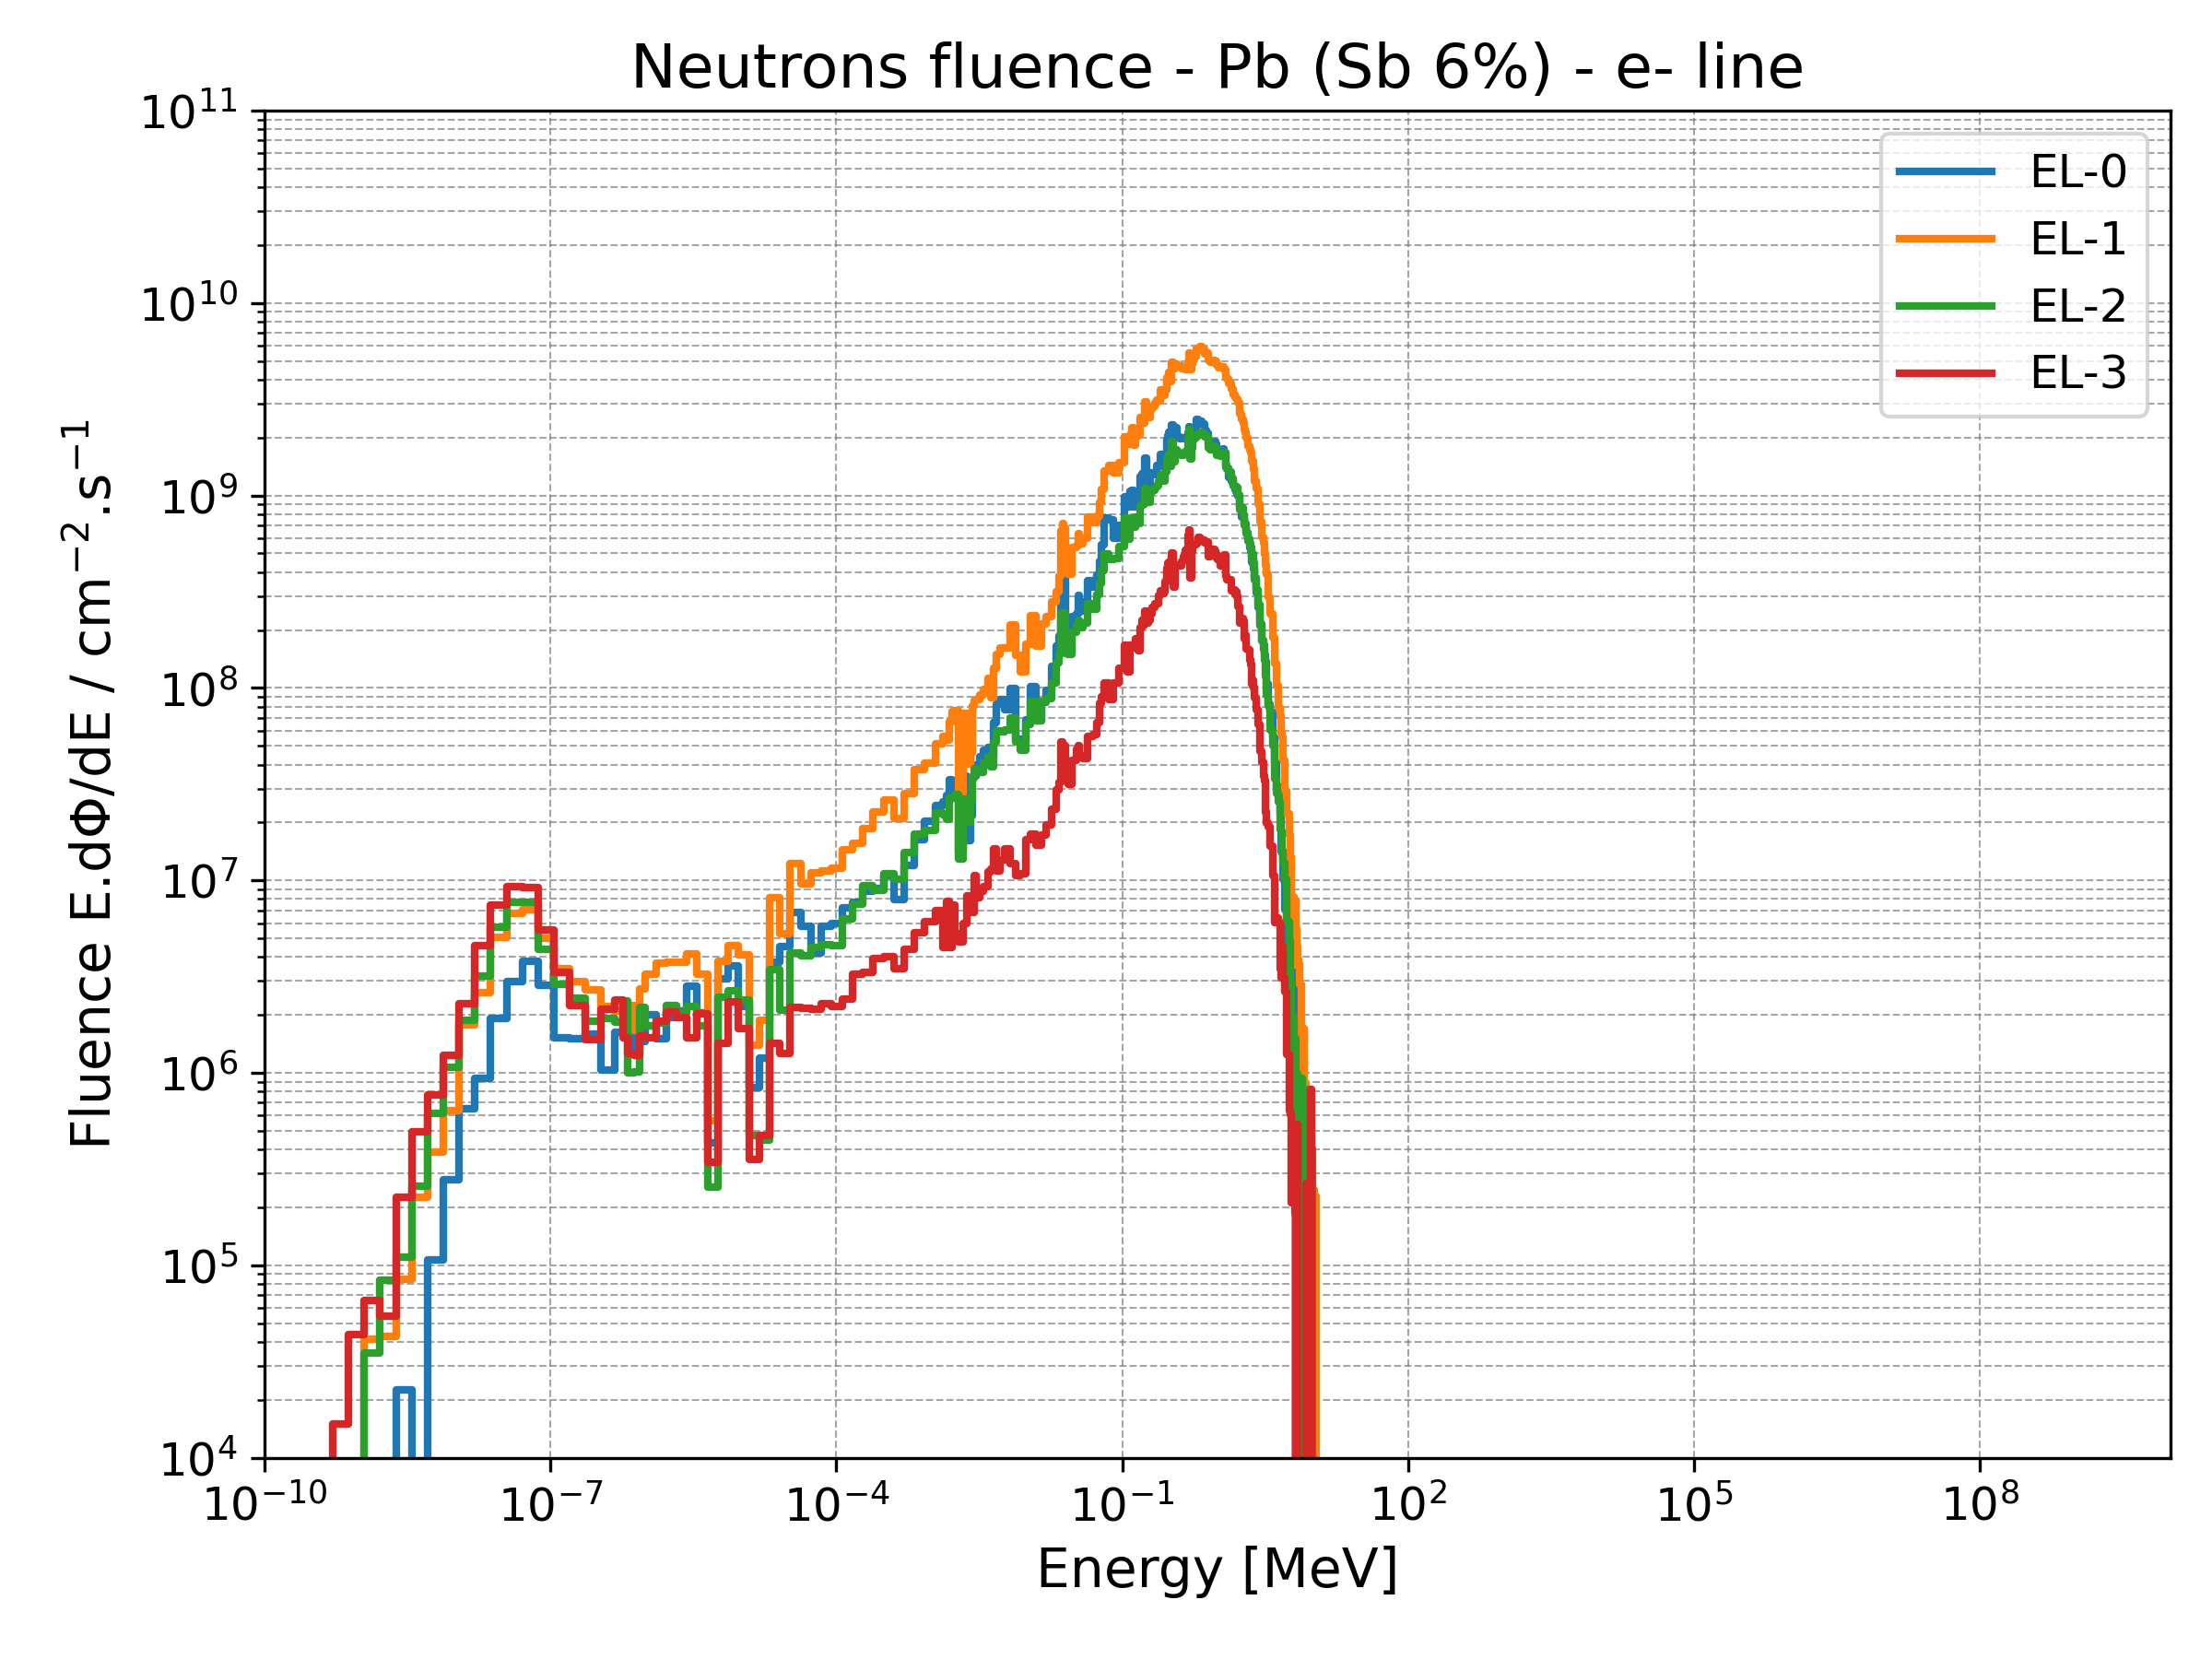 Neutrons fluence - Pb (Sb 6%) - e- line
10¹¹
10¹⁰
10⁹
10⁸
10⁷
10⁶
10⁵
10⁴
Fluence E.dΦ/dE / cm⁻².s⁻¹
EL-0
EL-1
EL-2
EL-3
10⁻¹⁰ 10⁻⁷ 10⁻⁴ 10⁻¹ 10² 10⁵ 10⁸
Energy [MeV]